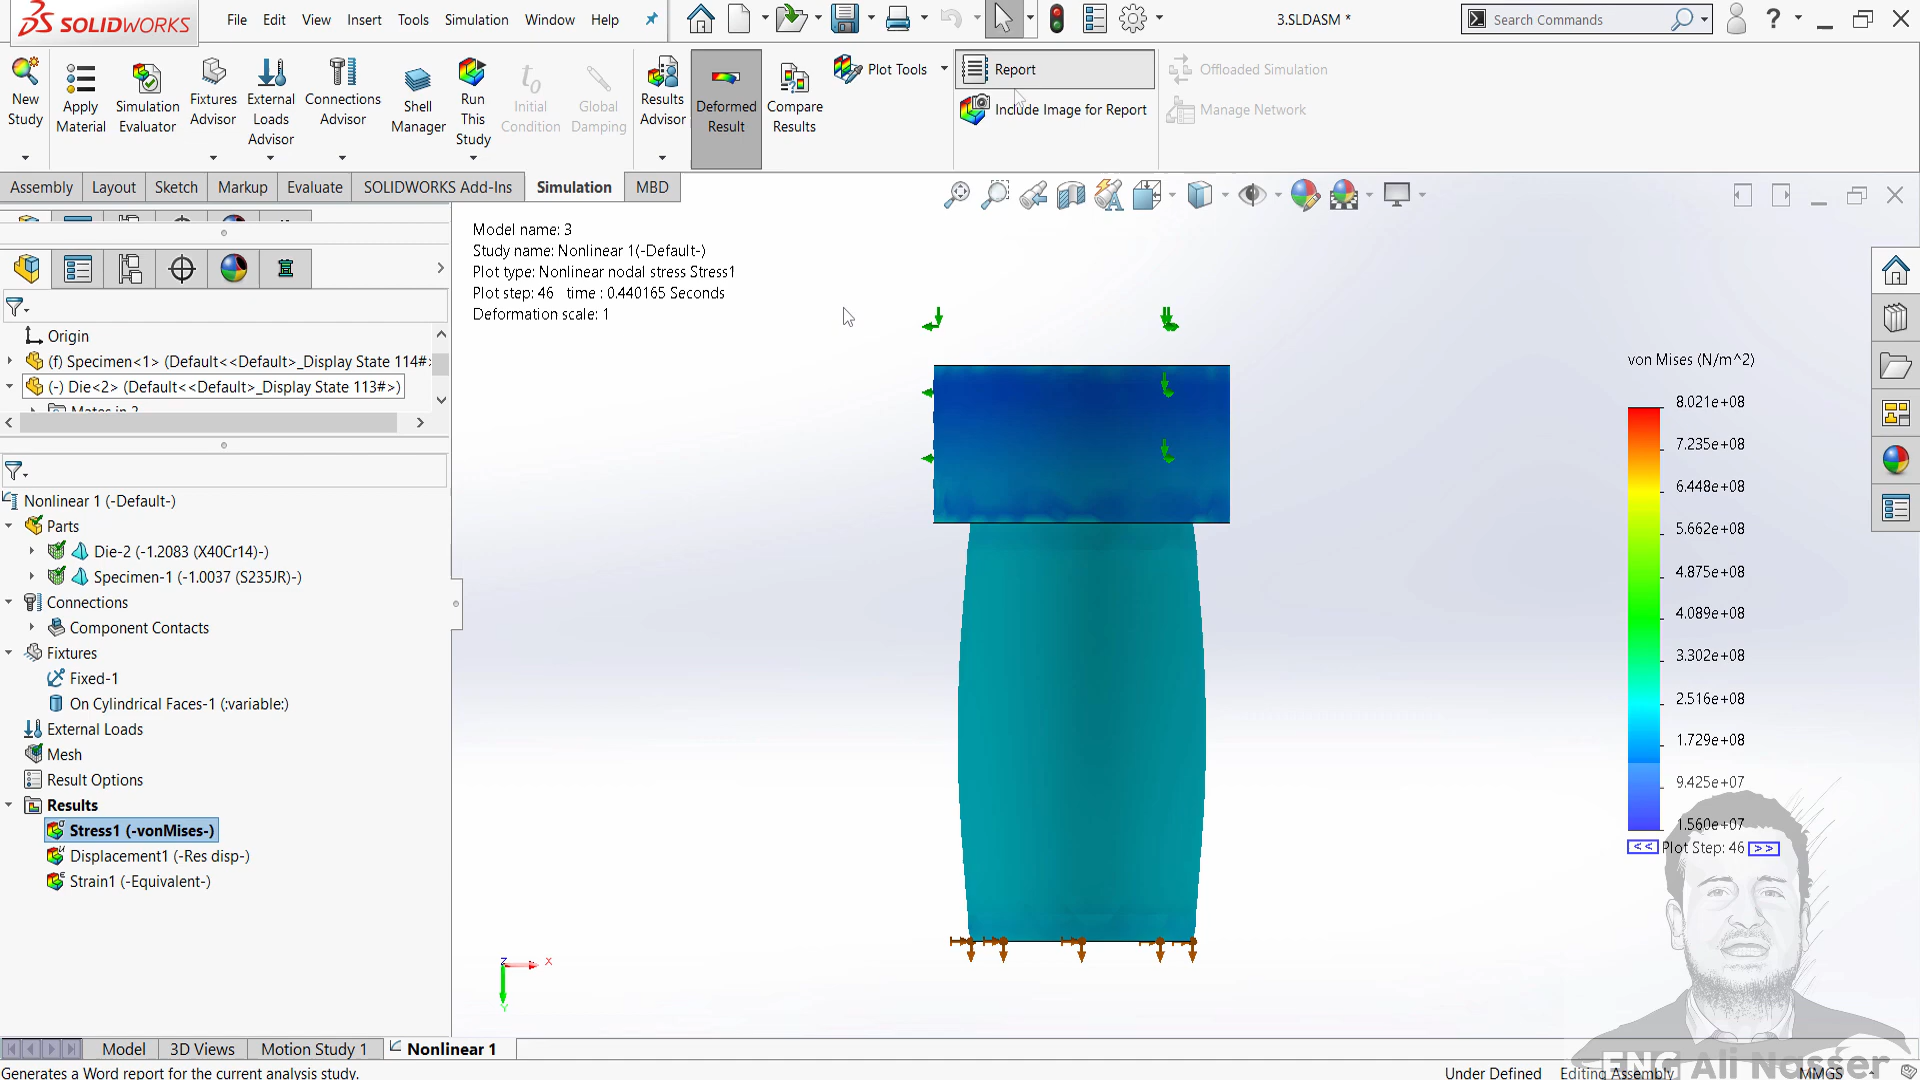 SOLIDWORKS
File Edit View Insert Tools Simulation Window Help
3.SLDASM *
Search Commands
New Study
Apply Material
Simulation Evaluator
Fixtures Advisor
External Loads Advisor
Connections Advisor
Shell Manager
Run This Study
Initial Condition
Global Damping
Results Advisor
Deformed Result
Compare Results
Plot Tools
Report
Include Image for Report
Offloaded Simulation
Manage Network
Assembly Layout Sketch Markup Evaluate SOLIDWORKS Add-Ins Simulation MBD
Origin
(f) Specimen<1> (Default<<Default>_Display State 114#>
(-) Die<2> (Default<<Default>_Display State 113#>)
Mates in 3
Nonlinear 1 (-Default-)
Parts
Die-2 (-1.2083 (X40Cr14)-)
Specimen-1 (-1.0037 (S235JR)-)
Connections
Component Contacts
Fixtures
Fixed-1
On Cylindrical Faces-1 (:variable:)
External Loads
Mesh
Result Options
Results
Stress1 (-vonMises-)
Displacement1 (-Res disp-)
Strain1 (-Equivalent-)
Model name: 3
Study name: Nonlinear 1(-Default-)
Plot type: Nonlinear nodal stress Stress1
Plot step: 46 time : 0.440165 Seconds
Deformation scale: 1
von Mises (N/m^2)
8.021e+08
7.235e+08
6.448e+08
5.662e+08
4.875e+08
4.089e+08
3.302e+08
2.516e+08
1.729e+08
9.425e+07
1.560e+07
<< Plot Step: 46 >>
Z X
Y
ENG Ali Nasser
Model 3D Views Motion Study 1 Nonlinear 1
Generates a Word report for the current analysis study.
Under Defined Editing Assembly MMGS